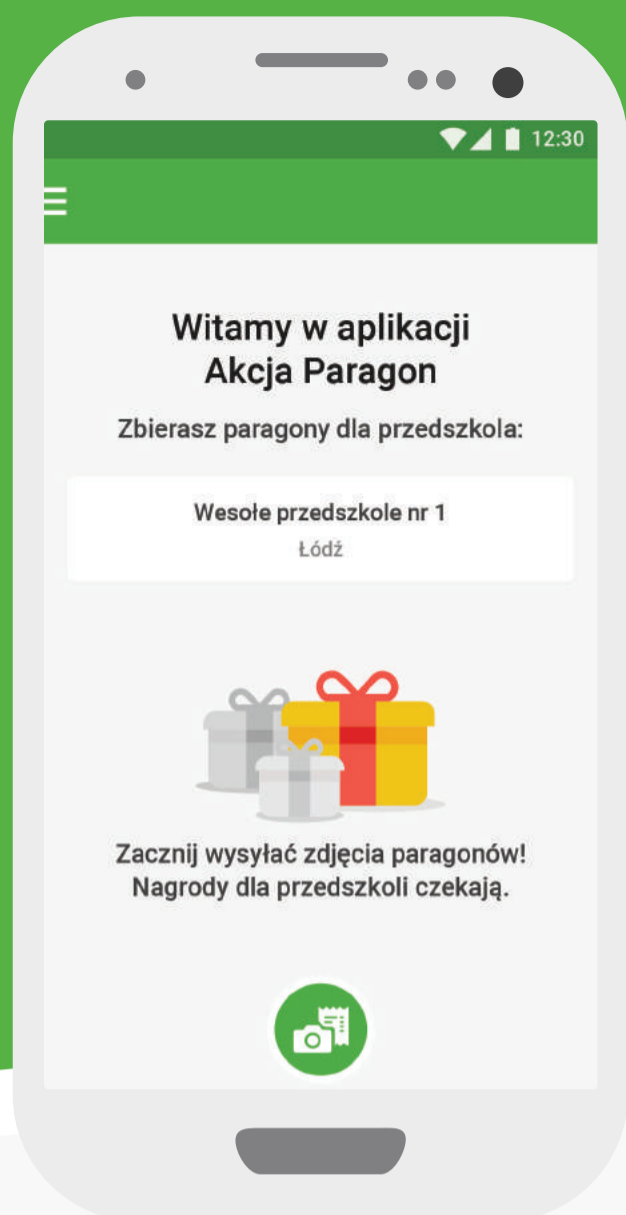 12:30
Witamy w aplikacji
Akcja Paragon
Zbierasz paragony dla przedszkola:
Wesołe przedszkole nr 1
Łódź
Zacznij wysyłać zdjęcia paragonów!
Nagrody dla przedszkoli czekają.